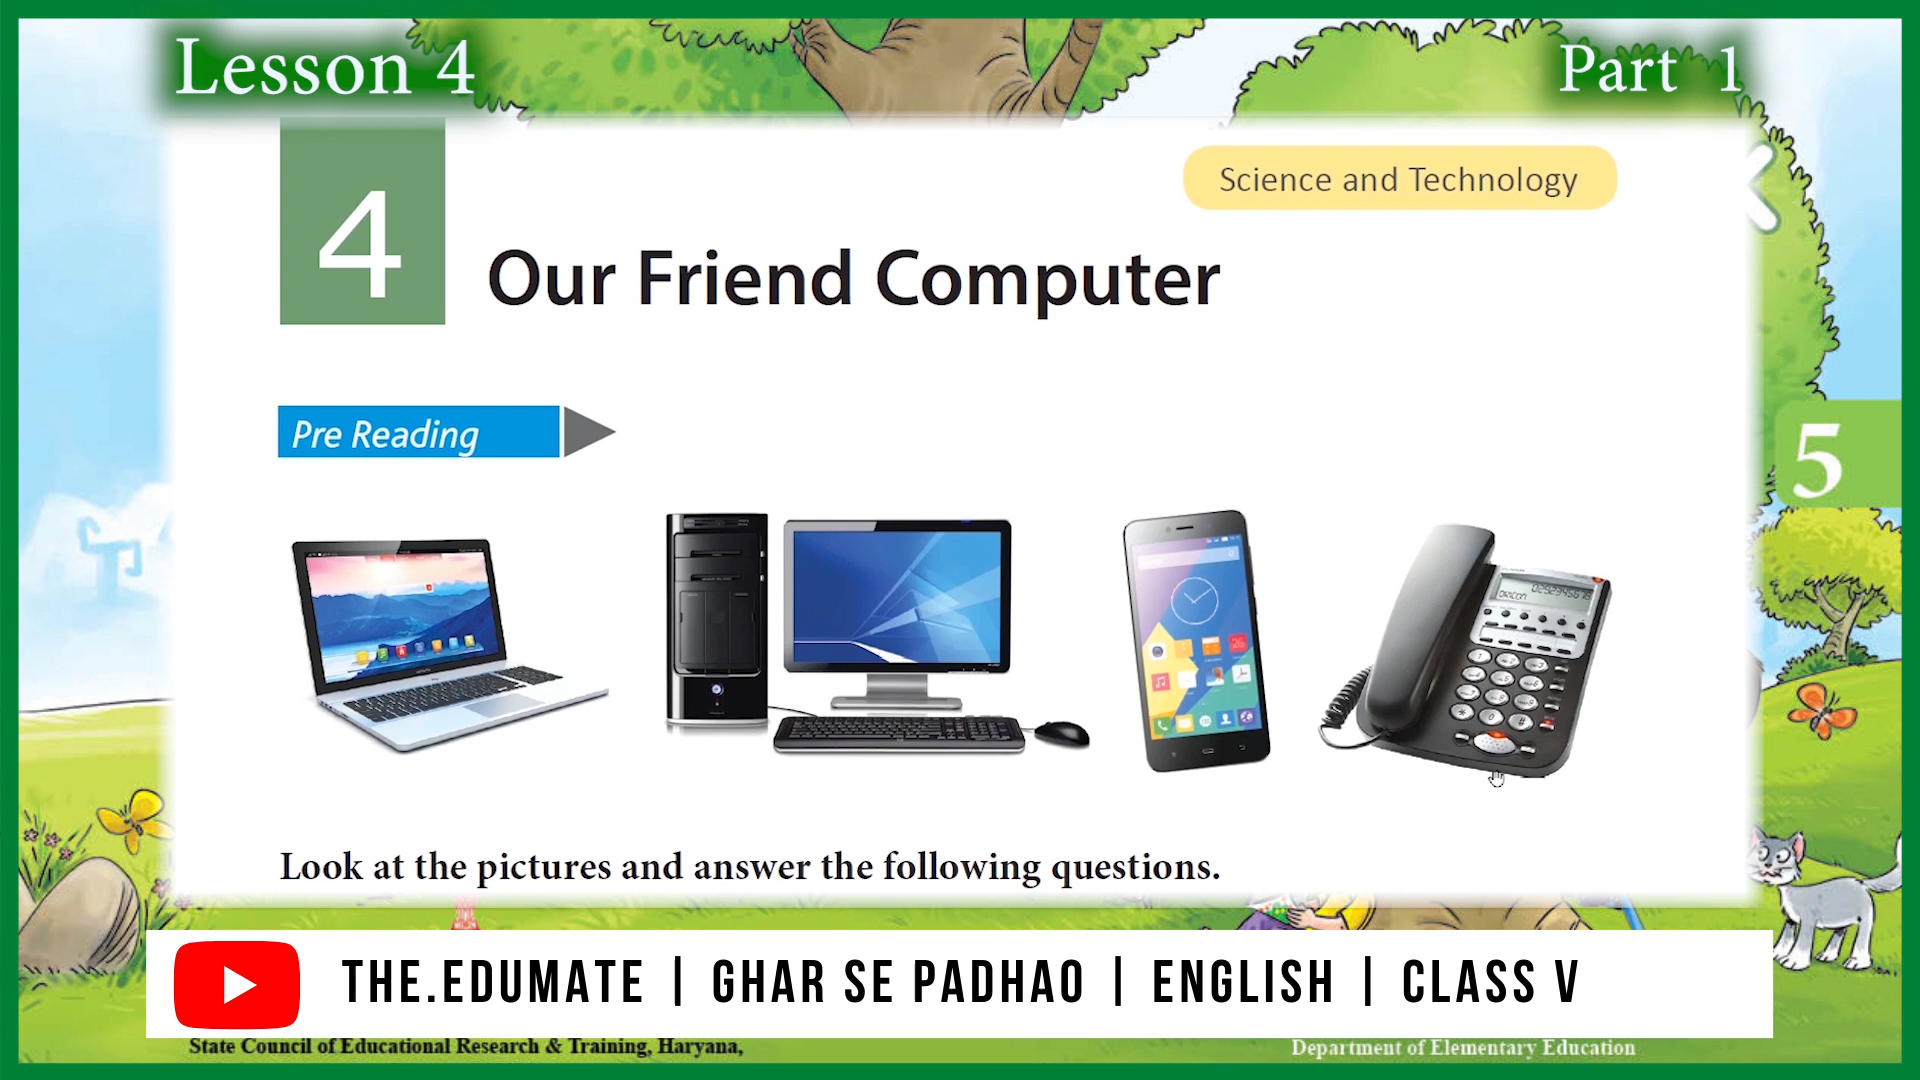 Lesson 4
Part 1
4
Science and Technology
Our Friend Computer
Pre Reading
5
Look at the pictures and answer the following questions.
THE.EDUMATE | GHAR SE PADHAO | ENGLISH | CLASS V
State Council of Educational Research & Training, Haryana,
Department of Elementary Education